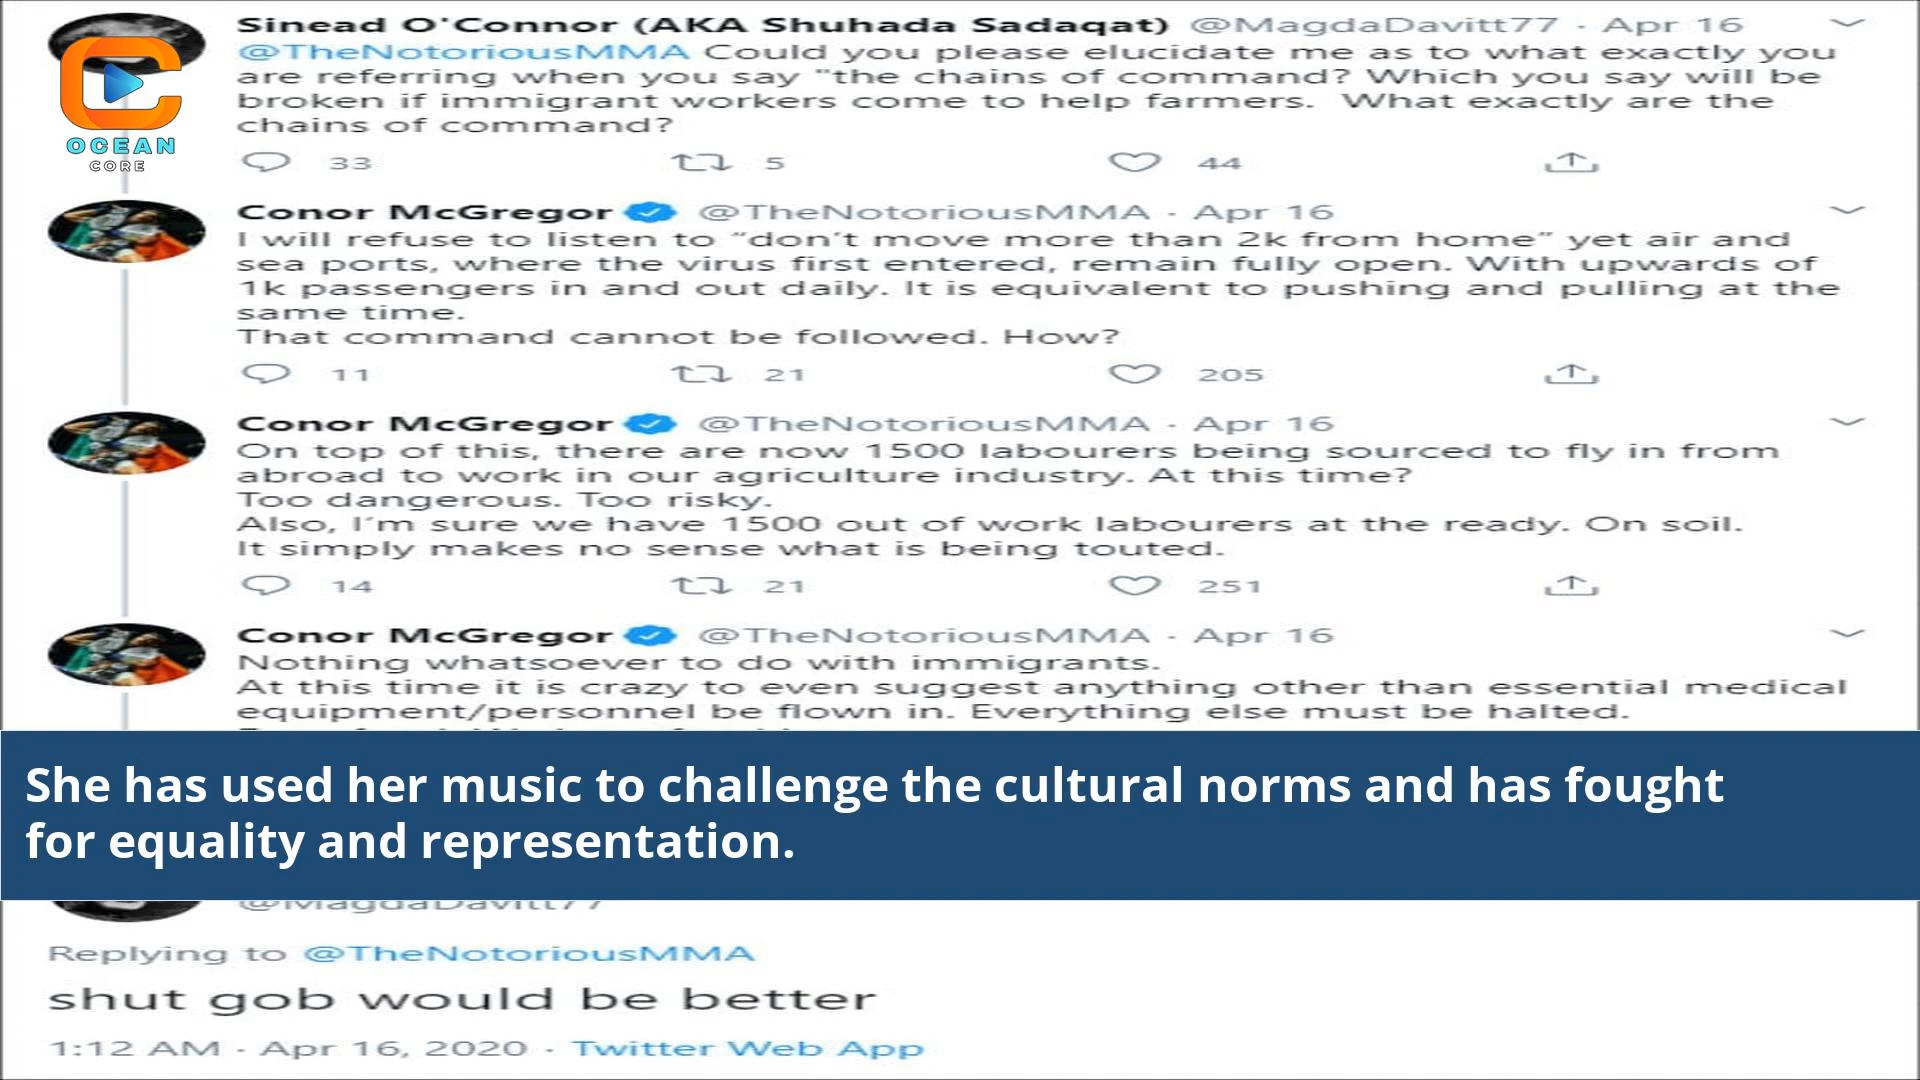 Sinead O'Connor (AKA Shuhada Sadaqat) @MagdaDavitt77 · Apr 16
@TheNotoriousMMA Could you please elucidate me as to what exactly you
are referring when you say "the chains of command? Which you say will be
broken if immigrant workers come to help farmers.  What exactly are the
chains of command?
33 5 44
OCEAN
CORE
Conor McGregor @TheNotoriousMMA · Apr 16
I will refuse to listen to “don’t move more than 2k from home” yet air and
sea ports, where the virus first entered, remain fully open. With upwards of
1k passengers in and out daily. It is equivalent to pushing and pulling at the
same time.
That command cannot be followed. How?
11 21 205
Conor McGregor @TheNotoriousMMA · Apr 16
On top of this, there are now 1500 labourers being sourced to fly in from
abroad to work in our agriculture industry. At this time?
Too dangerous. Too risky.
Also, I’m sure we have 1500 out of work labourers at the ready. On soil.
It simply makes no sense what is being touted.
14 21 251
Conor McGregor @TheNotoriousMMA · Apr 16
Nothing whatsoever to do with immigrants.
At this time it is crazy to even suggest anything other than essential medical
equipment/personnel be flown in. Everything else must be halted.
She has used her music to challenge the cultural norms and has fought
for equality and representation.
@MagdaDavitt77
Replying to @TheNotoriousMMA
shut gob would be better
1:12 AM · Apr 16, 2020 · Twitter Web App